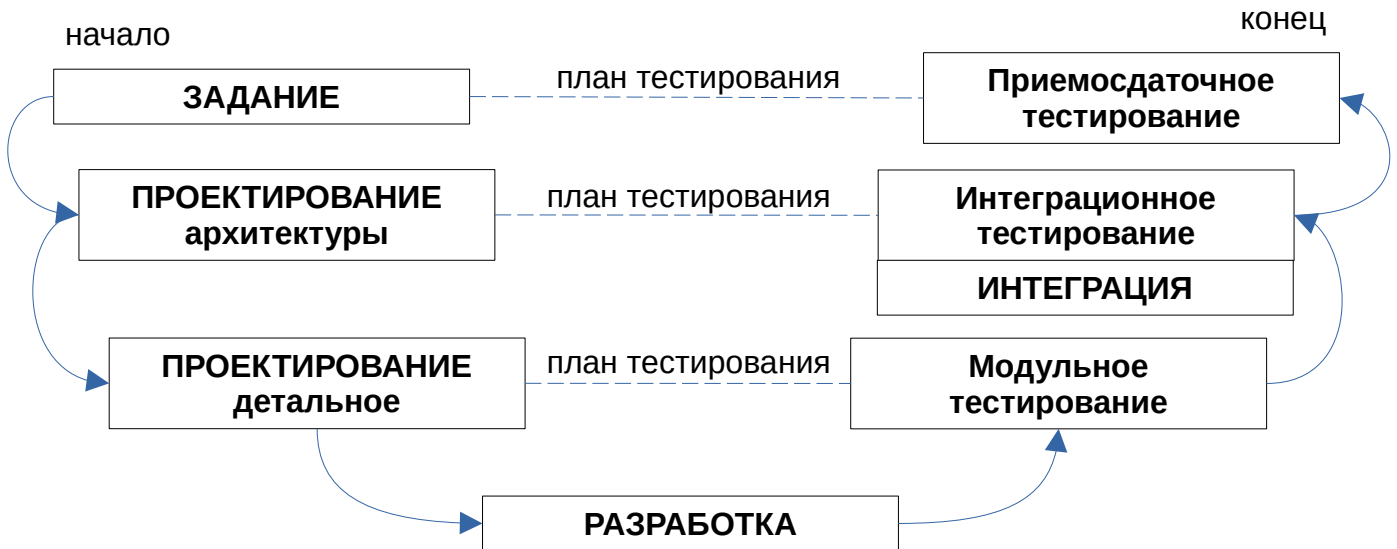 начало
конец
ЗАДАНИЕ
план тестирования
Приемосдаточное
тестирование
ПРОЕКТИРОВАНИЕ
архитектуры
план тестирования
Интеграционное
тестирование
ИНТЕГРАЦИЯ
ПРОЕКТИРОВАНИЕ
детальное
план тестирования
Модульное
тестирование
РАЗРАБОТКА